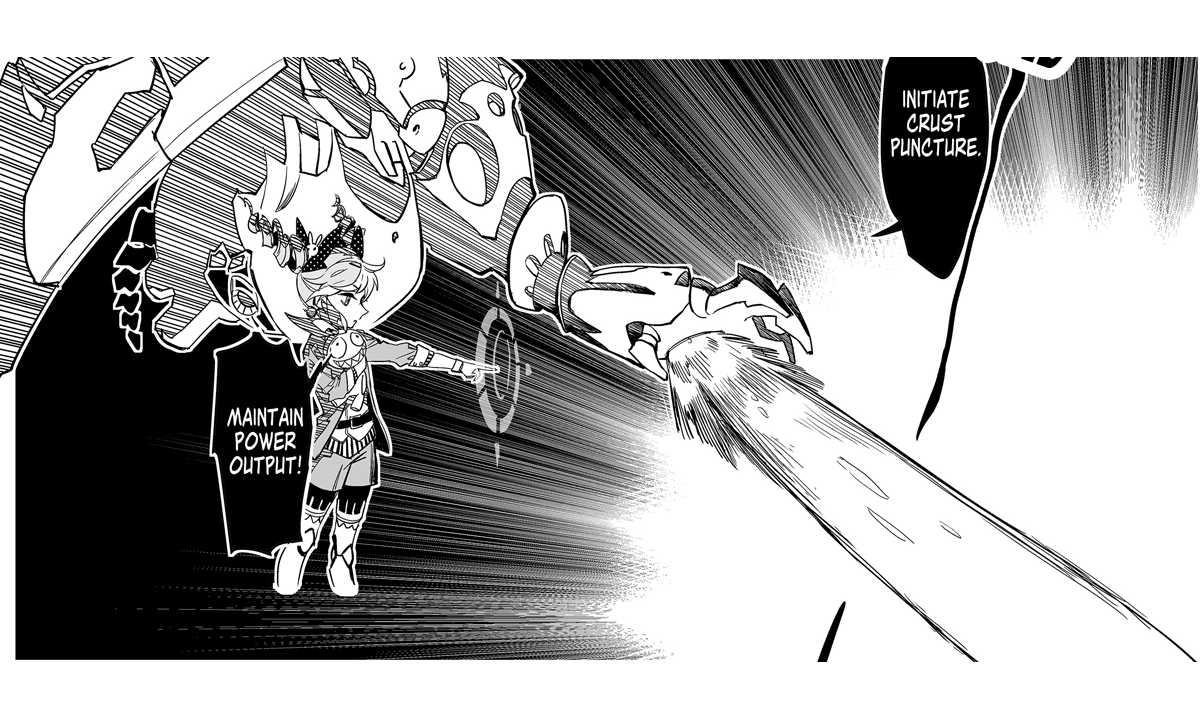 INITIATE
CRUST
PUNCTURE.
MAINTAIN
POWER
OUTPUT!